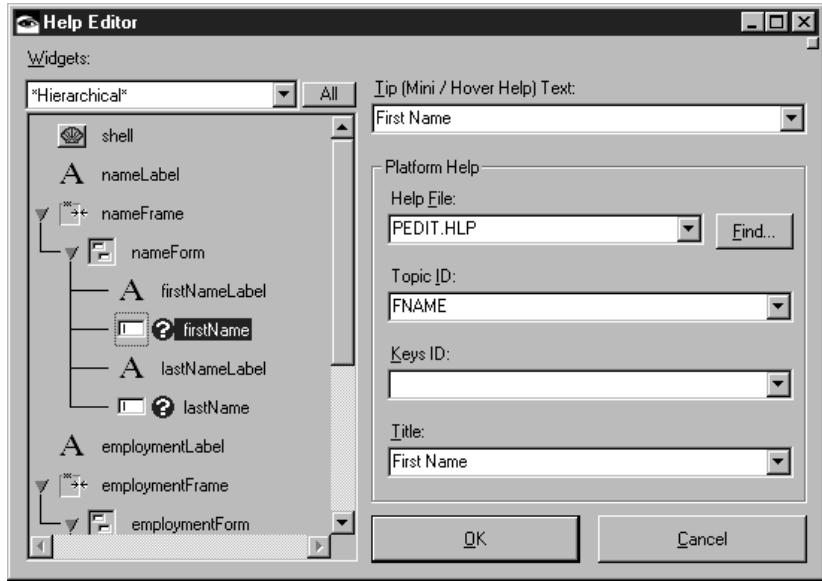 Help Editor
Widgets:
*Hierarchical*
All
shell
A nameLabel
nameFrame
nameForm
A firstNameLabel
? firstName
A lastNameLabel
? lastName
A employmentLabel
employmentFrame
employmentForm
Tip (Mini / Hover Help) Text:
First Name
Platform Help
Help File:
PEDIT.HLP
Find...
Topic ID:
FNAME
Keys ID:
Title:
First Name
OK
Cancel